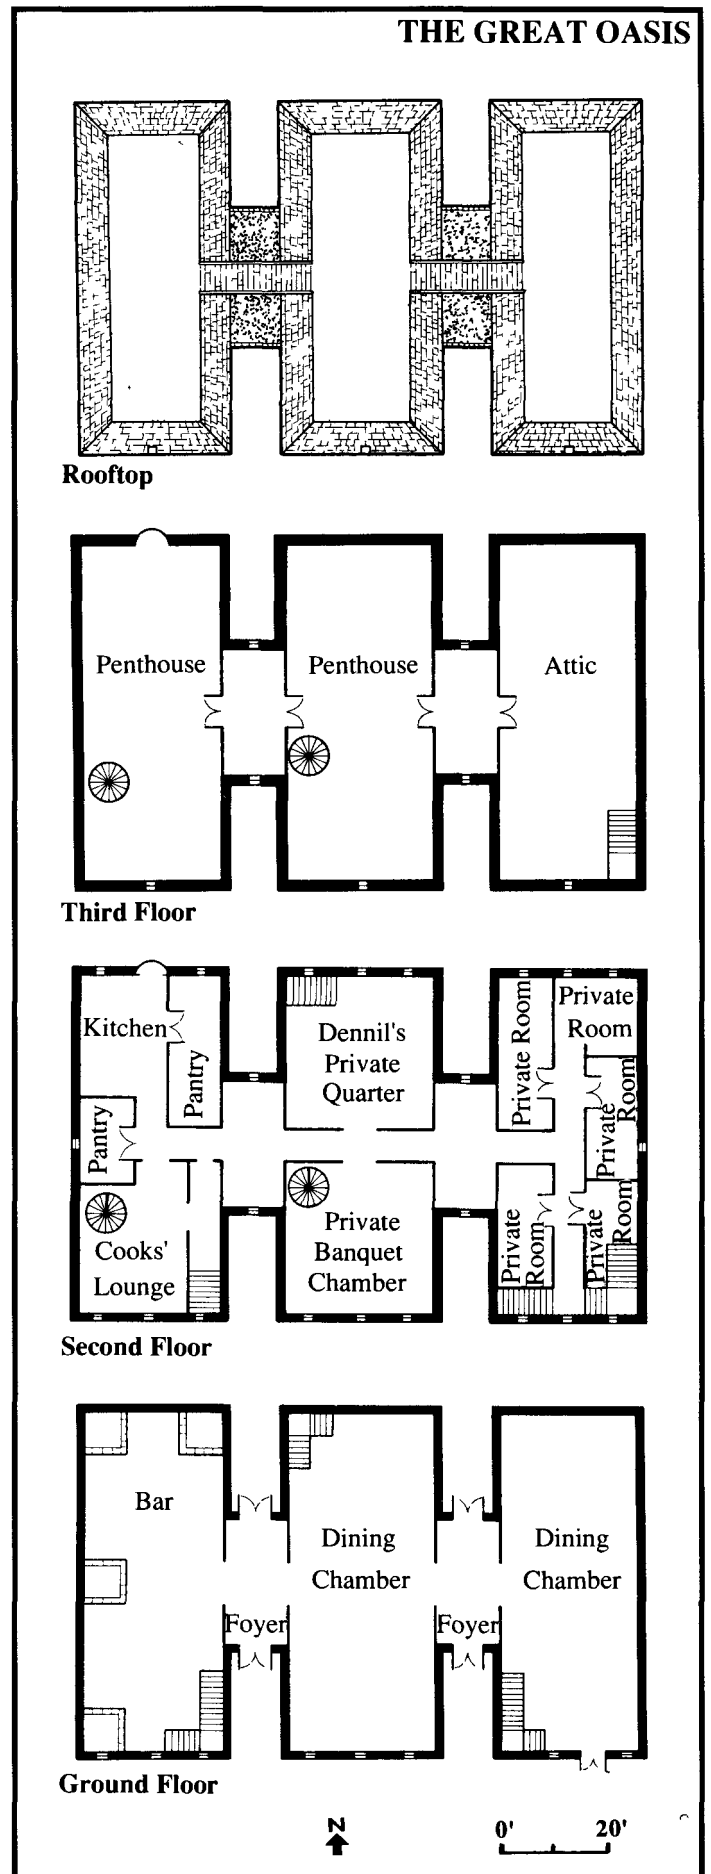 THE GREAT OASIS
Rooftop
Penthouse
Penthouse
Attic
Third Floor
Kitchen
Pantry
Pantry
Cooks'
Lounge
Dennil's
Private
Quarter
Private
Banquet
Chamber
Private Room
Private
Room
Private
Room
Private
Room
Private
Room
Second Floor
Bar
Foyer
Dining
Chamber
Foyer
Dining
Chamber
Ground Floor
N
0' 20'